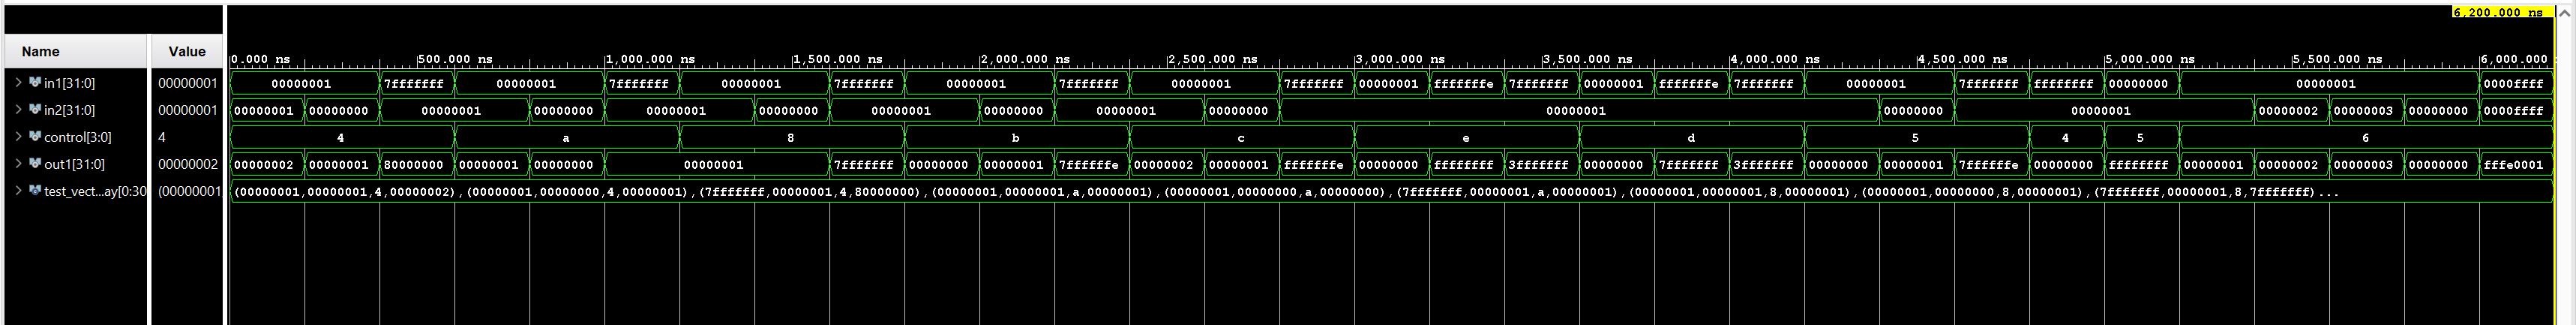 6,200.000 ns
Name Value 0.000 ns 500.000 ns 1,000.000 ns 1,500.000 ns 2,000.000 ns 2,500.000 ns 3,000.000 ns 3,500.000 ns 4,000.000 ns 4,500.000 ns 5,000.000 ns 5,500.000 ns 6,000.000
in1[31:0] 00000001 00000001 7fffffff 00000001 7fffffff 00000001 7fffffff 00000001 7fffffff 00000001 7fffffff 00000001 fffffffe 7fffffff 00000001 fffffffe 7fffffff 00000001 7fffffff ffffffff 00000000 00000001 0000ffff
in2[31:0] 00000001 00000001 00000000 00000001 00000000 00000001 00000000 00000001 00000000 00000001 00000000 00000001 00000000 00000001 00000002 00000003 00000000 0000ffff
control[3:0] 4 4 a 8 b c e d 5 4 5 6
out1[31:0] 00000002 00000002 00000001 80000000 00000001 00000000 00000001 7fffffff 00000000 00000001 7ffffffe 00000002 00000001 fffffffe 00000000 ffffffff 3fffffff 00000000 7fffffff 3fffffff 00000000 00000001 7ffffffe 00000000 ffffffff 00000001 00000002 00000003 00000000 fffe0001
test_vect...ay[0:30 (00000001, (00000001,00000001,4,00000002),(00000001,00000000,4,00000001),(7fffffff,00000001,4,80000000),(00000001,00000001,a,00000001),(00000001,00000000,a,00000000),(7fffffff,00000001,a,00000001),(00000001,00000001,8,00000001),(00000001,00000000,8,00000001),(7fffffff,00000001,8,7fffffff)...